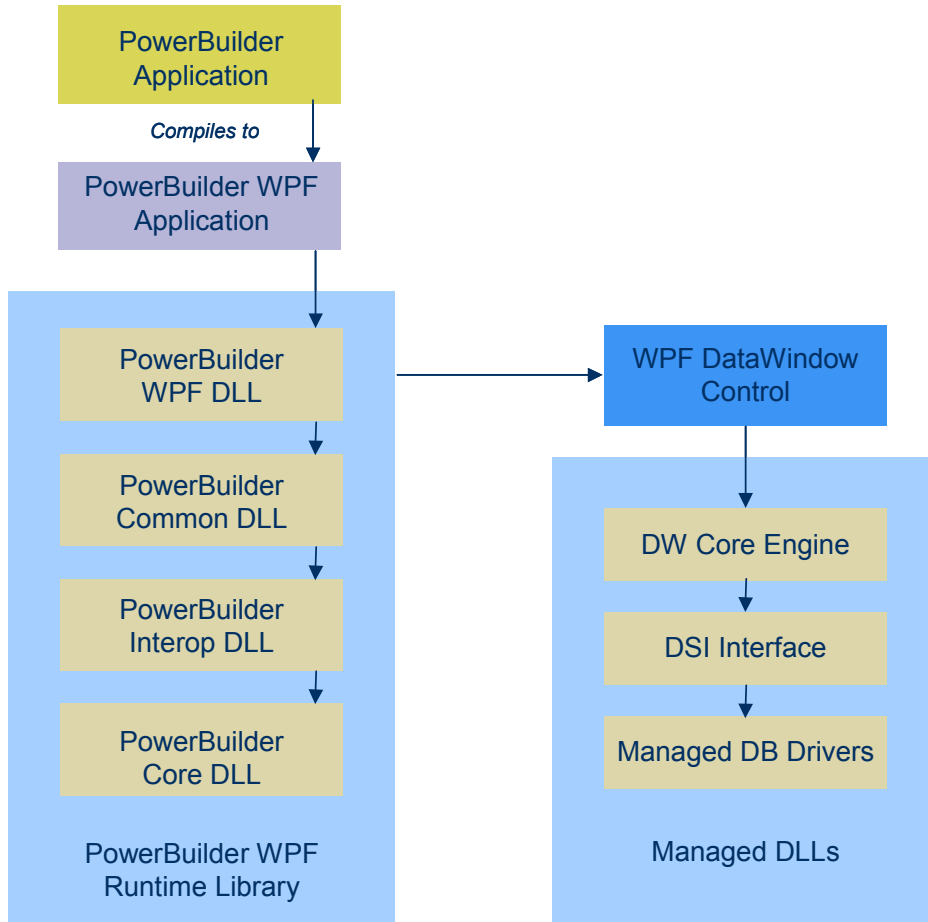 PowerBuilder
Application
Compiles to
PowerBuilder WPF
Application
PowerBuilder
WPF DLL
PowerBuilder
Common DLL
PowerBuilder
Interop DLL
PowerBuilder
Core DLL
PowerBuilder WPF
Runtime Library
WPF DataWindow
Control
DW Core Engine
DSI Interface
Managed DB Drivers
Managed DLLs